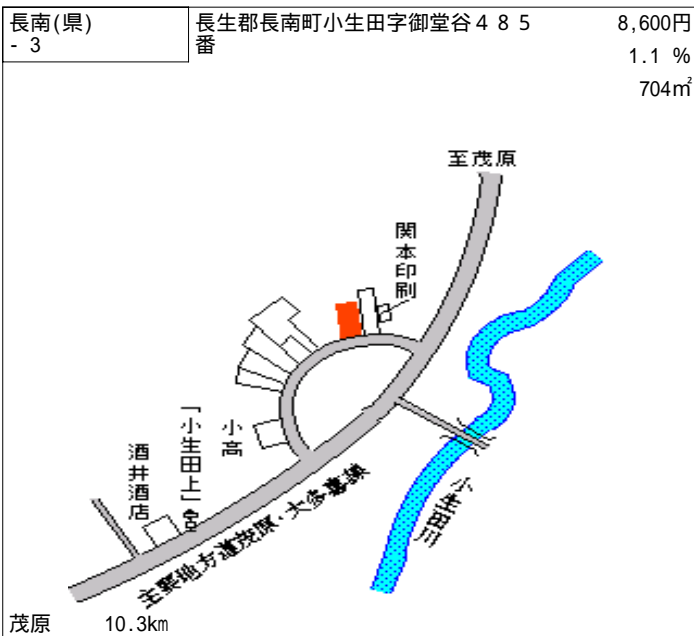 長南(県)
- 3
長生郡長南町小生田字御堂谷４８５
番
8,600円
1.1 %
704㎡
至茂原
関本印刷
小高
「小生田上」
酒井酒店
小生田川
主要地方道茂原・大多喜線
茂原 10.3km